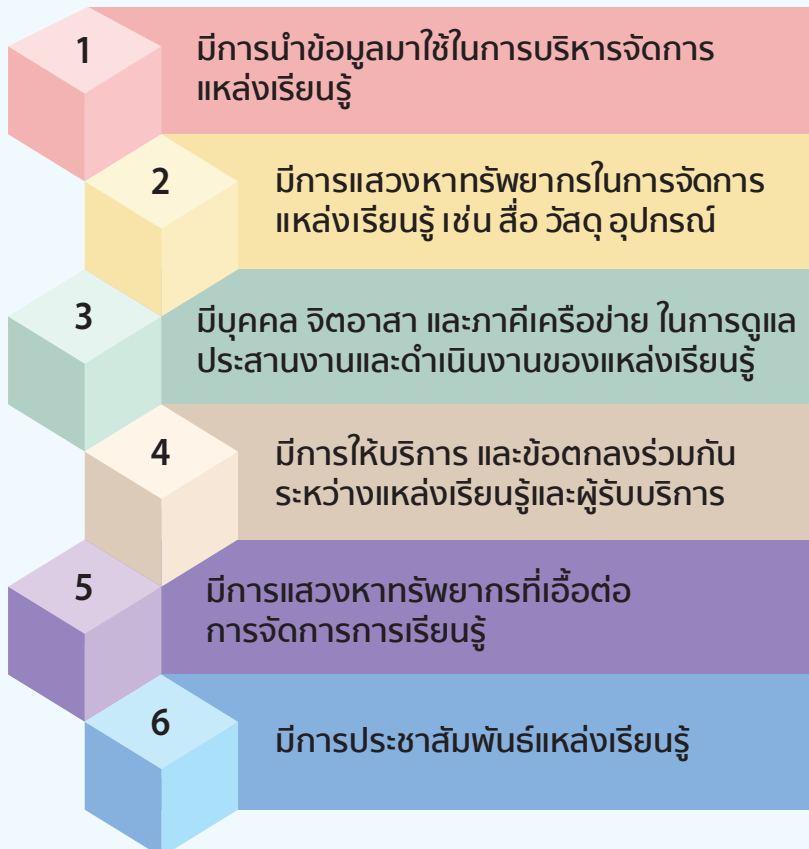 1
มีการนำข้อมูลมาใช้ในการบริหารจัดการ
แหล่งเรียนรู้
2
มีการแสวงหาทรัพยากรในการจัดการ
แหล่งเรียนรู้ เช่น สื่อ วัสดุ อุปกรณ์
3
มีบุคคล จิตอาสา และภาคีเครือข่าย ในการดูแล
ประสานงานและดำเนินงานของแหล่งเรียนรู้
4
มีการให้บริการ และข้อตกลงร่วมกัน
ระหว่างแหล่งเรียนรู้และผู้รับบริการ
5
มีการแสวงหาทรัพยากรที่เอื้อต่อ
การจัดการการเรียนรู้
6
มีการประชาสัมพันธ์แหล่งเรียนรู้